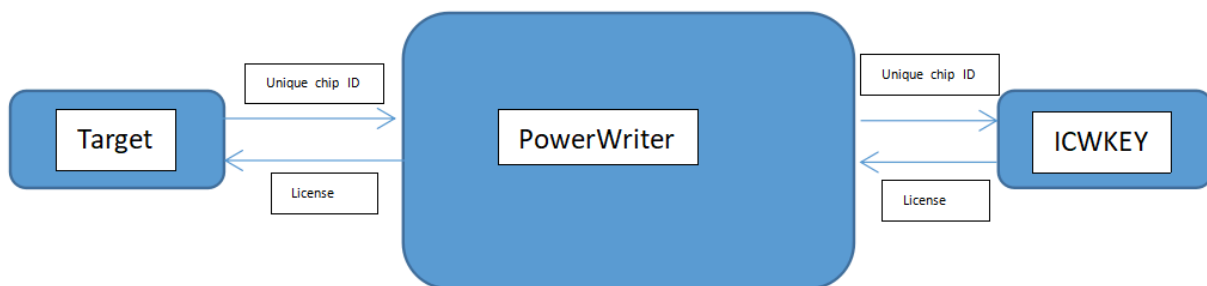 Unique chip ID
Unique chip ID
Target
PowerWriter
ICWKEY
License
License